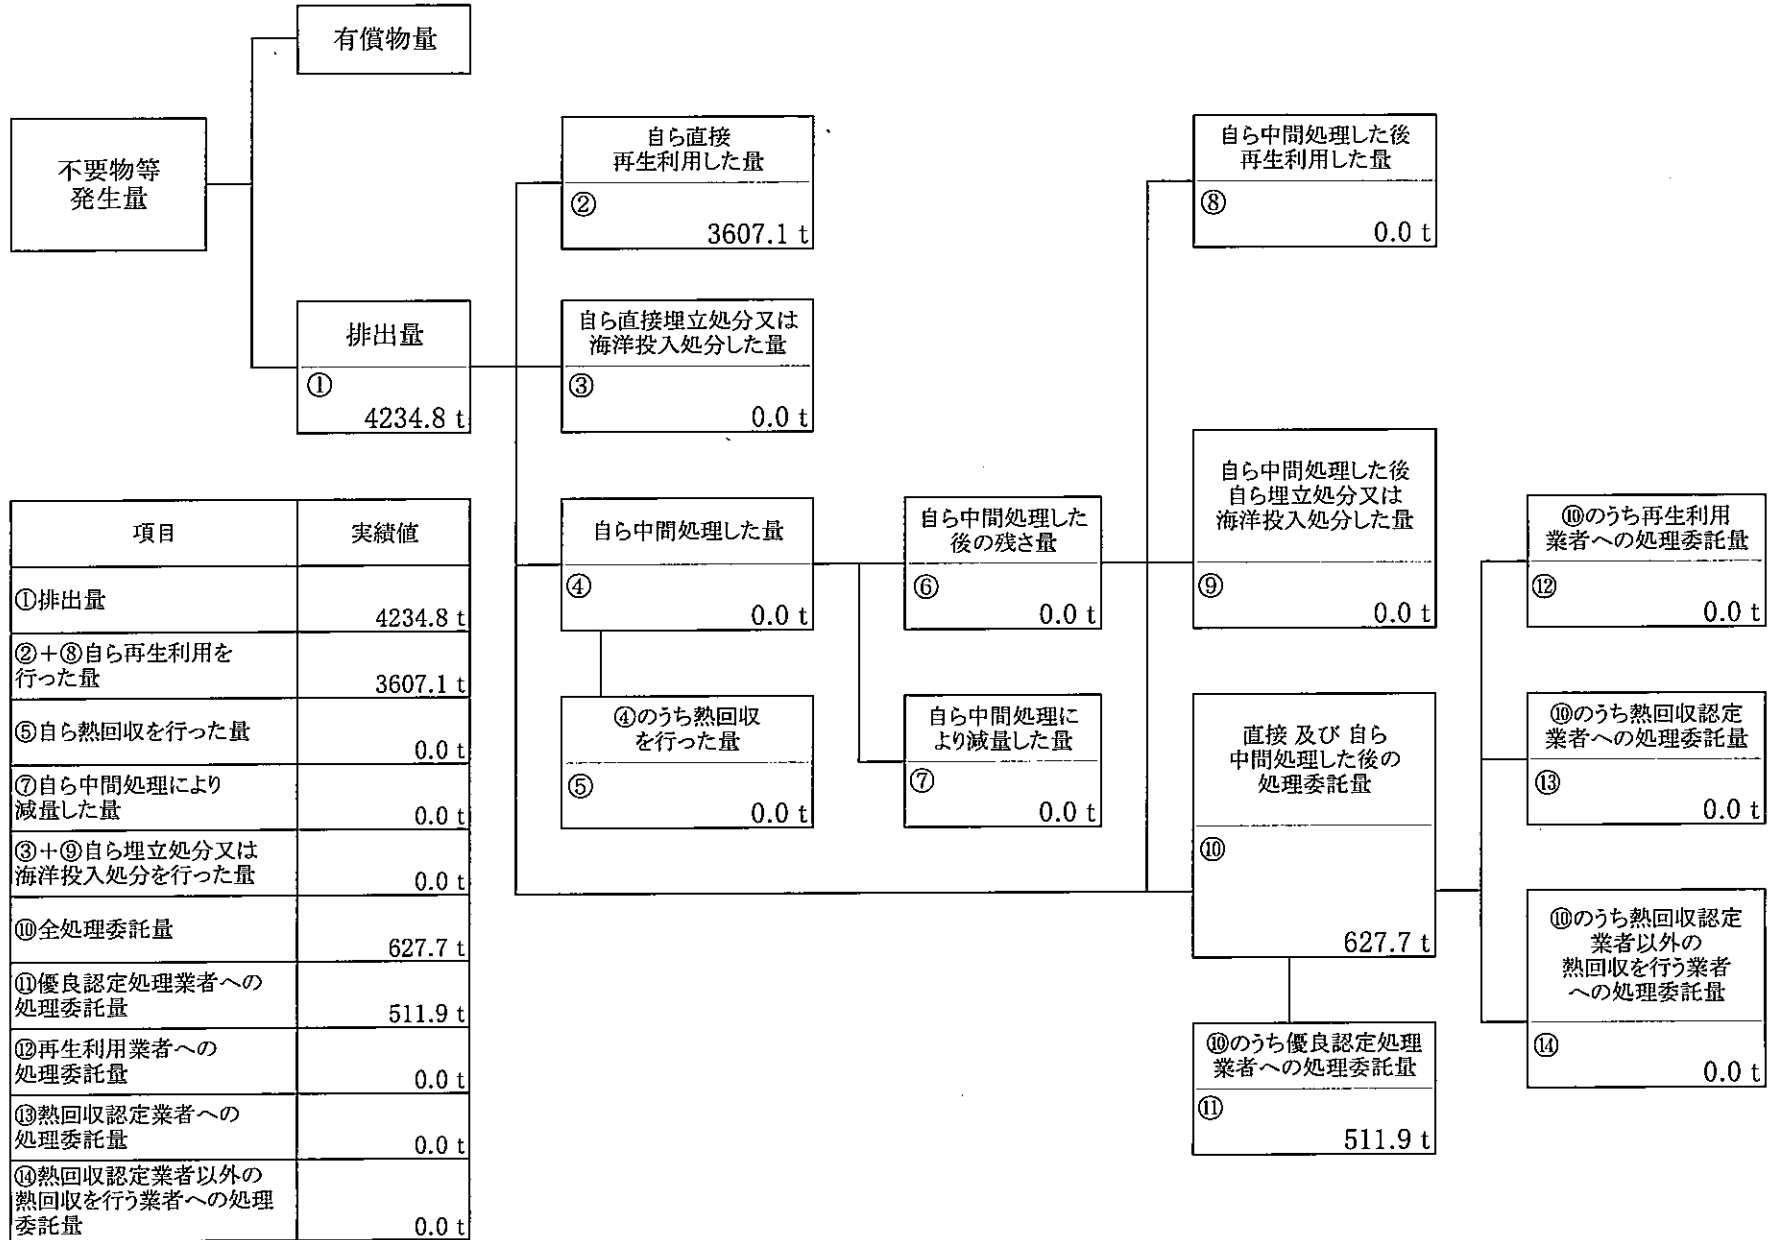 有償物量
不要物等
発生量
排出量
①
4234.8 t
自ら直接
再生利用した量
②
3607.1 t
自ら直接埋立処分又は
海洋投入処分した量
③
0.0 t
自ら中間処理した量
④
0.0 t
④のうち熱回収
を行った量
⑤
0.0 t
自ら中間処理した
後の残さ量
⑥
0.0 t
自ら中間処理に
より減量した量
⑦
0.0 t
自ら中間処理した後
再生利用した量
⑧
0.0 t
自ら中間処理した後
自ら埋立処分又は
海洋投入処分した量
⑨
0.0 t
直接 及び 自ら
中間処理した後の
処理委託量
⑩
627.7 t
⑩のうち優良認定処理
業者への処理委託量
⑪
511.9 t
⑩のうち再生利用
業者への処理委託量
⑫
0.0 t
⑩のうち熱回収認定
業者への処理委託量
⑬
0.0 t
⑩のうち熱回収認定
業者以外の
熱回収を行う業者
への処理委託量
⑭
0.0 t
項目 実績値
①排出量
4234.8 t
②+⑧自ら再生利用を
行った量
3607.1 t
⑤自ら熱回収を行った量
0.0 t
⑦自ら中間処理により
減量した量
0.0 t
③+⑨自ら埋立処分又は
海洋投入処分を行った量
0.0 t
⑩全処理委託量
627.7 t
⑪優良認定処理業者への
処理委託量
511.9 t
⑫再生利用業者への
処理委託量
0.0 t
⑬熱回収認定業者への
処理委託量
0.0 t
⑭熱回収認定業者以外の
熱回収を行う業者への処理
委託量
0.0 t